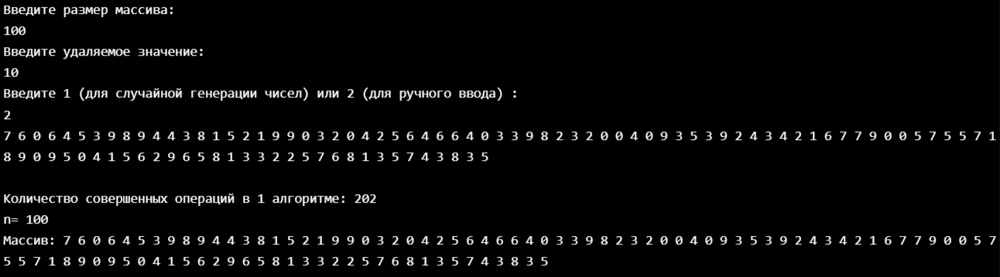 Введите размер массива:
100
Введите удаляемое значение:
10
Введите 1 (для случайной генерации чисел) или 2 (для ручного ввода) :
2
7 6 0 6 4 5 3 9 8 9 4 4 3 8 1 5 2 1 9 9 0 3 2 0 4 2 5 6 4 6 6 4 0 3 3 9 8 2 3 2 0 0 4 0 9 3 5 3 9 2 4 3 4 2 1 6 7 7 9 0 0 5 7 5 5 7 1
8 9 0 9 5 0 4 1 5 6 2 9 6 5 8 1 3 3 2 2 5 7 6 8 1 3 5 7 4 3 8 3 5

Количество совершенных операций в 1 алгоритме: 202
n= 100
Массив: 7 6 0 6 4 5 3 9 8 9 4 4 3 8 1 5 2 1 9 9 0 3 2 0 4 2 5 6 4 6 6 4 0 3 3 9 8 2 3 2 0 0 4 0 9 3 5 3 9 2 4 3 4 2 1 6 7 7 9 0 0 5 7
5 5 7 1 8 9 0 9 5 0 4 1 5 6 2 9 6 5 8 1 3 3 2 2 5 7 6 8 1 3 5 7 4 3 8 3 5